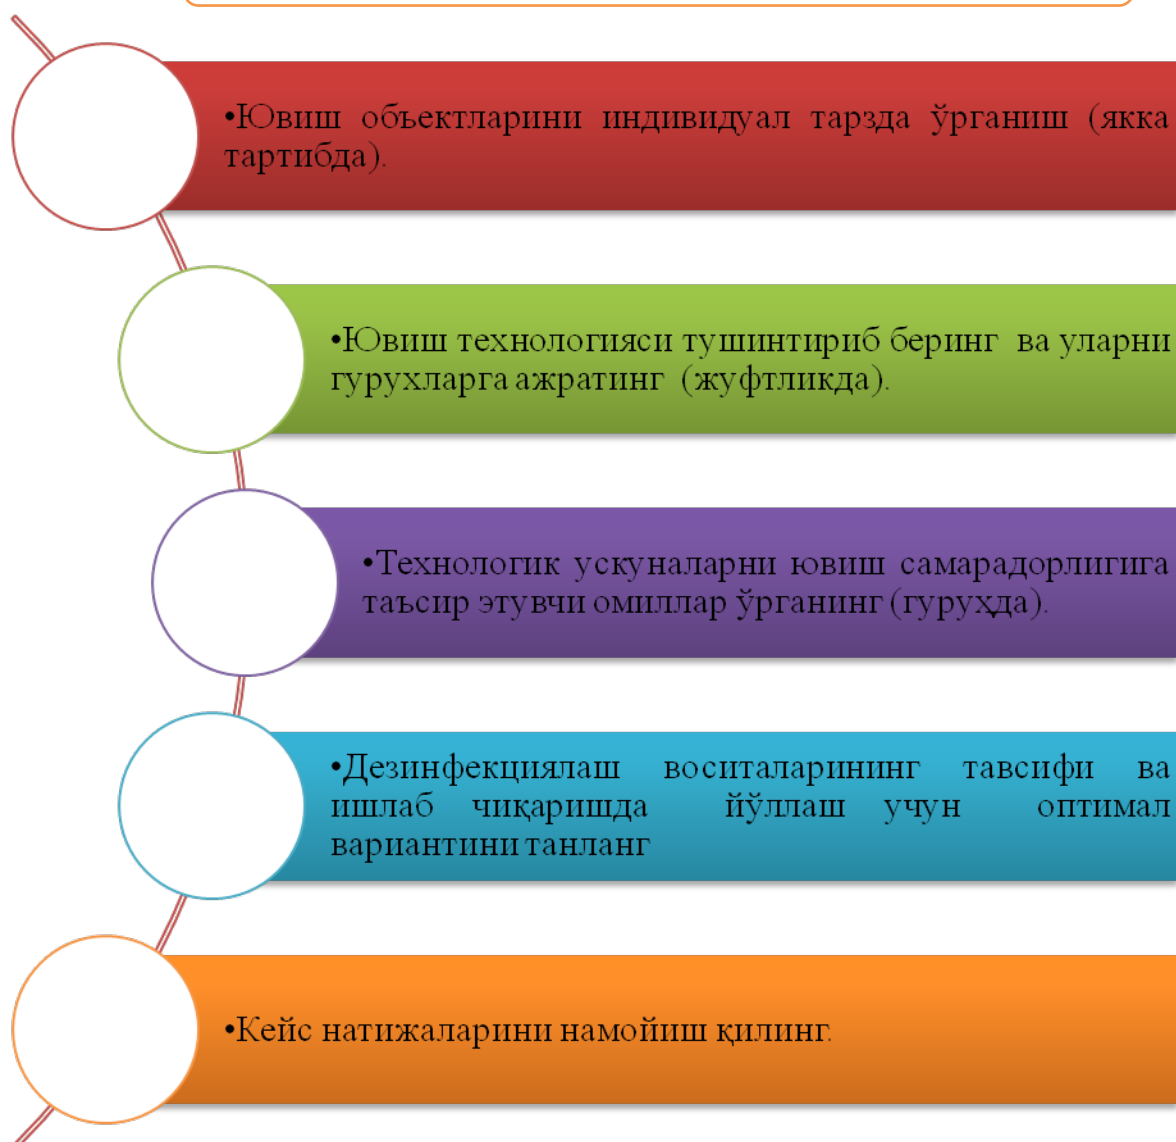 •Ювиш объектларини индивидуал тарзда ўрганиш (якка
тартибда).
•Ювиш технологияси тушинтириб беринг ва уларни
гурухларга ажратинг (жуфтликда).
•Технологик ускуналарни ювиш самарадорлигига
таъсир этувчи омиллар ўрганинг (гуруҳда).
•Дезинфекциялаш воситаларининг тавсифи ва
ишлаб чиқаришда йўллаш учун оптимал
вариантини танланг
•Кейс натижаларини намойиш қилинг.